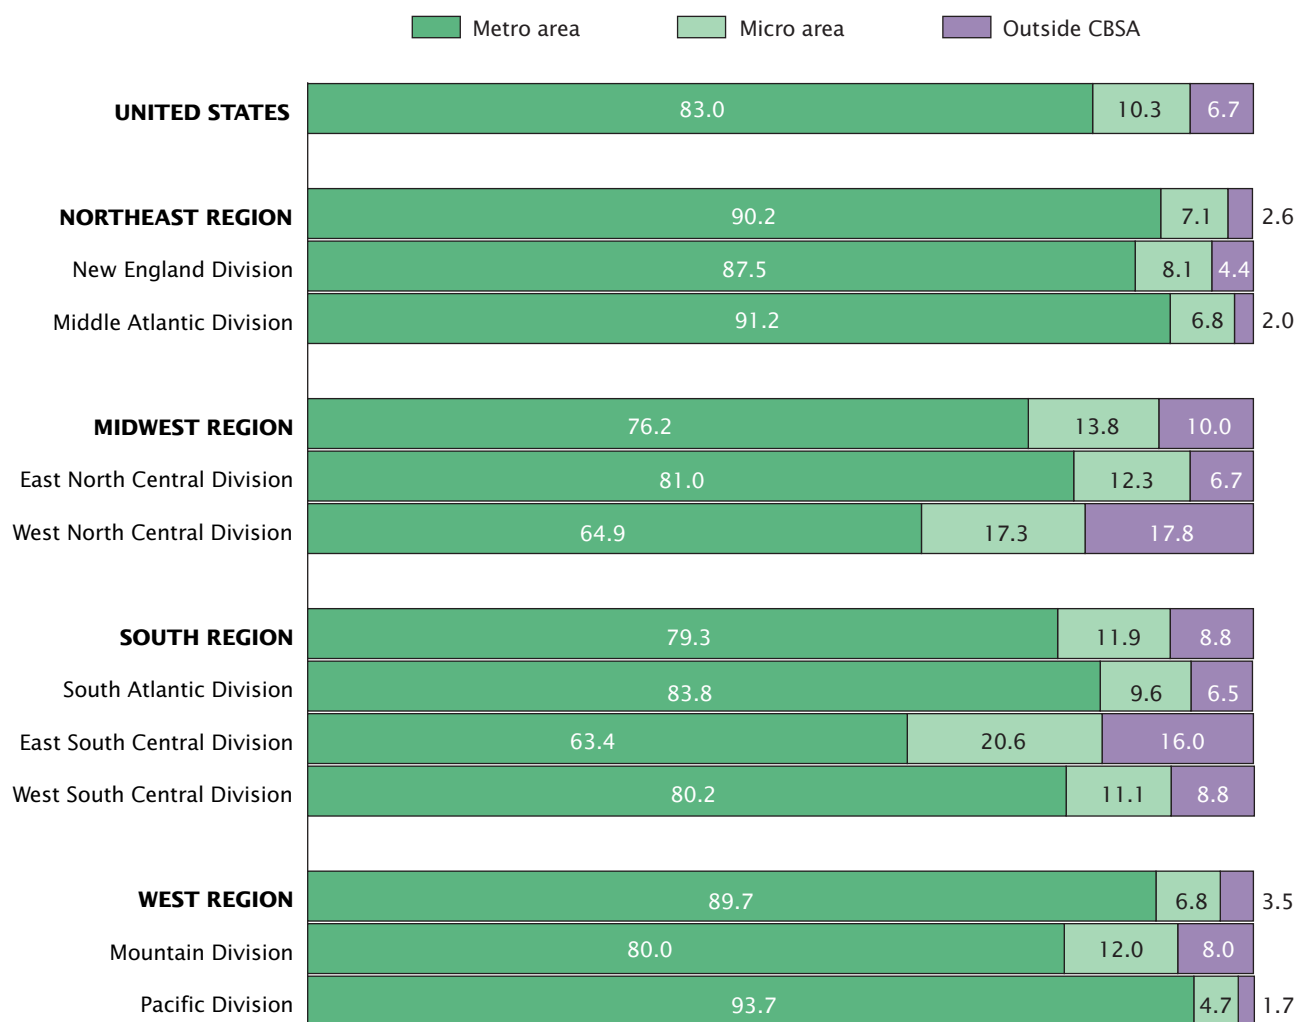 Metro area Micro area Outside CBSA
UNITED STATES 83.0 10.3 6.7
NORTHEAST REGION 90.2 7.1 2.6
New England Division 87.5 8.1 4.4
Middle Atlantic Division 91.2 6.8 2.0
MIDWEST REGION 76.2 13.8 10.0
East North Central Division 81.0 12.3 6.7
West North Central Division 64.9 17.3 17.8
SOUTH REGION 79.3 11.9 8.8
South Atlantic Division 83.8 9.6 6.5
East South Central Division 63.4 20.6 16.0
West South Central Division 80.2 11.1 8.8
WEST REGION 89.7 6.8 3.5
Mountain Division 80.0 12.0 8.0
Pacific Division 93.7 4.7 1.7